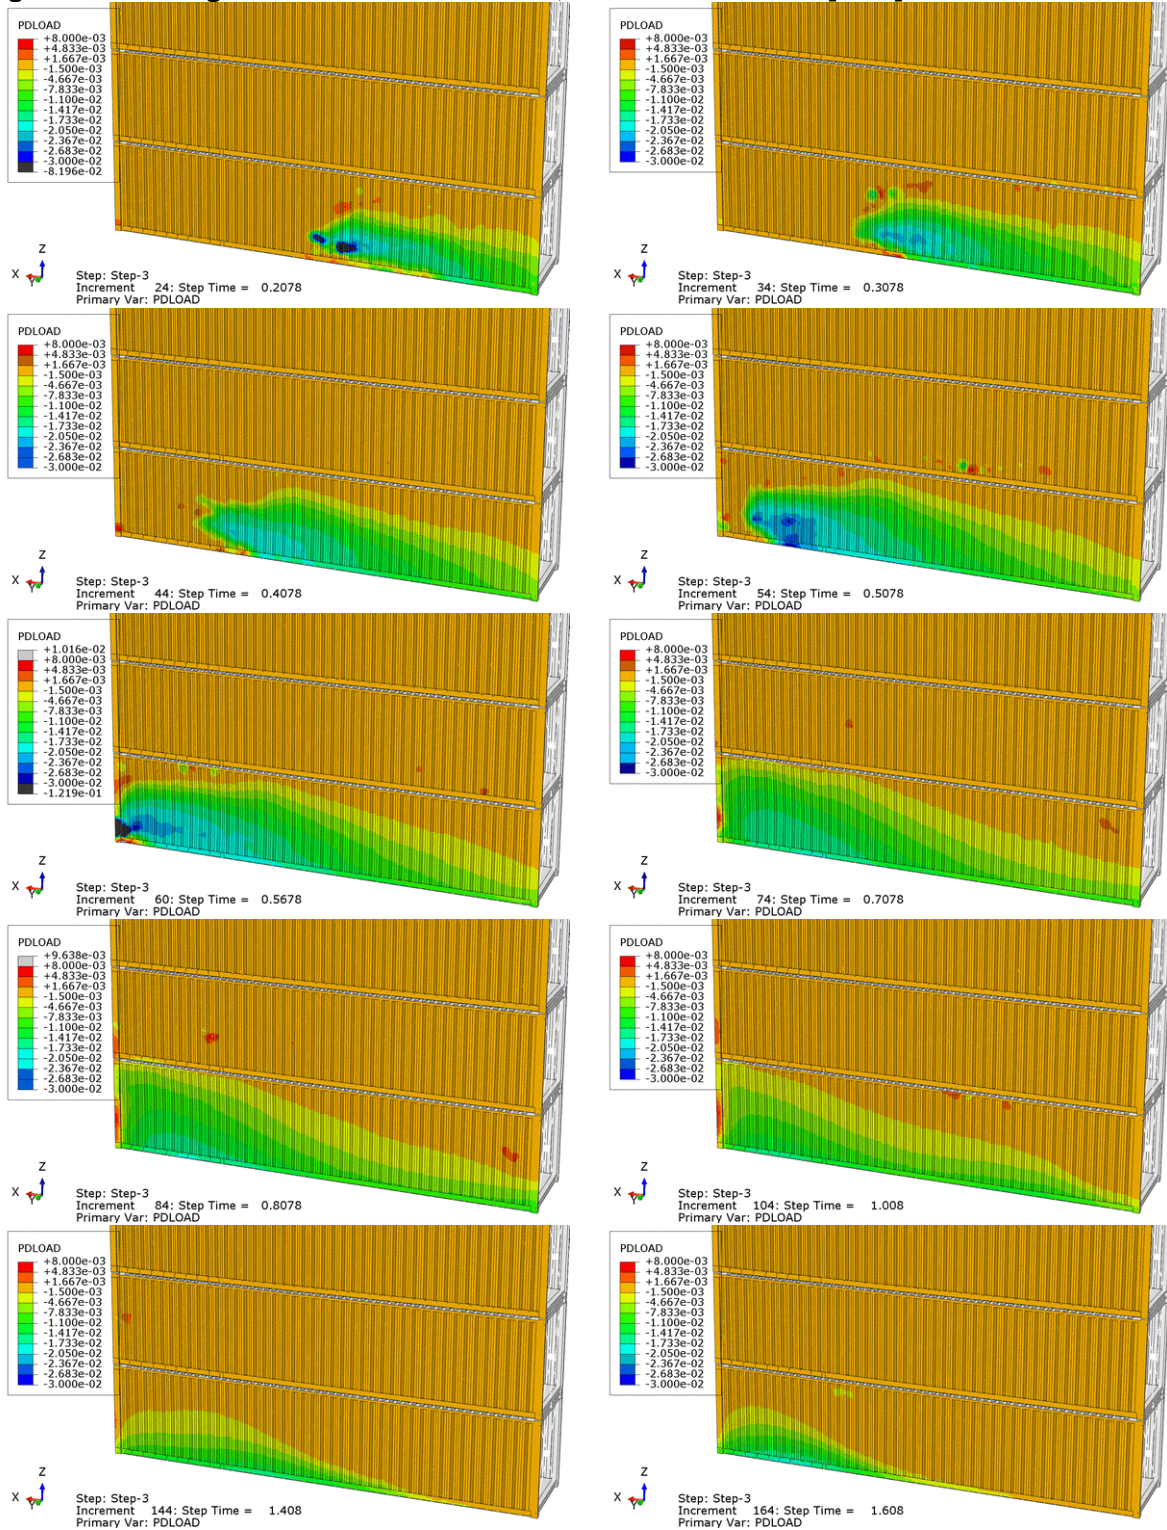 PDLOAD
+8.000e-03
+4.833e-03
+1.667e-03
-1.500e-03
-4.667e-03
-7.833e-03
-1.100e-02
-1.417e-02
-1.733e-02
-2.050e-02
-2.367e-02
-2.683e-02
-3.000e-02
-8.196e-02
Z
X
Y
Step: Step-3
Increment 24: Step Time = 0.2078
Primary Var: PDLOAD
PDLOAD
+8.000e-03
+4.833e-03
+1.667e-03
-1.500e-03
-4.667e-03
-7.833e-03
-1.100e-02
-1.417e-02
-1.733e-02
-2.050e-02
-2.367e-02
-2.683e-02
-3.000e-02
Z
X
Y
Step: Step-3
Increment 34: Step Time = 0.3078
Primary Var: PDLOAD
PDLOAD
+8.000e-03
+4.833e-03
+1.667e-03
-1.500e-03
-4.667e-03
-7.833e-03
-1.100e-02
-1.417e-02
-1.733e-02
-2.050e-02
-2.367e-02
-2.683e-02
-3.000e-02
Z
X
Y
Step: Step-3
Increment 44: Step Time = 0.4078
Primary Var: PDLOAD
PDLOAD
+8.000e-03
+4.833e-03
+1.667e-03
-1.500e-03
-4.667e-03
-7.833e-03
-1.100e-02
-1.417e-02
-1.733e-02
-2.050e-02
-2.367e-02
-2.683e-02
-3.000e-02
Z
X
Y
Step: Step-3
Increment 54: Step Time = 0.5078
Primary Var: PDLOAD
PDLOAD
+1.016e-02
+8.000e-03
+4.833e-03
+1.667e-03
-1.500e-03
-4.667e-03
-7.833e-03
-1.100e-02
-1.417e-02
-1.733e-02
-2.050e-02
-2.367e-02
-2.683e-02
-3.000e-02
-1.219e-01
Z
X
Y
Step: Step-3
Increment 60: Step Time = 0.5678
Primary Var: PDLOAD
PDLOAD
+8.000e-03
+4.833e-03
+1.667e-03
-1.500e-03
-4.667e-03
-7.833e-03
-1.100e-02
-1.417e-02
-1.733e-02
-2.050e-02
-2.367e-02
-2.683e-02
-3.000e-02
Z
X
Y
Step: Step-3
Increment 74: Step Time = 0.7078
Primary Var: PDLOAD
PDLOAD
+9.638e-03
+8.000e-03
+4.833e-03
+1.667e-03
-1.500e-03
-4.667e-03
-7.833e-03
-1.100e-02
-1.417e-02
-1.733e-02
-2.050e-02
-2.367e-02
-2.683e-02
-3.000e-02
Z
X
Y
Step: Step-3
Increment 84: Step Time = 0.8078
Primary Var: PDLOAD
PDLOAD
+8.000e-03
+4.833e-03
+1.667e-03
-1.500e-03
-4.667e-03
-7.833e-03
-1.100e-02
-1.417e-02
-1.733e-02
-2.050e-02
-2.367e-02
-2.683e-02
-3.000e-02
Z
X
Y
Step: Step-3
Increment 104: Step Time = 1.008
Primary Var: PDLOAD
PDLOAD
+8.000e-03
+4.833e-03
+1.667e-03
-1.500e-03
-4.667e-03
-7.833e-03
-1.100e-02
-1.417e-02
-1.733e-02
-2.050e-02
-2.367e-02
-2.683e-02
-3.000e-02
Z
X
Y
Step: Step-3
Increment 144: Step Time = 1.408
Primary Var: PDLOAD
PDLOAD
+8.000e-03
+4.833e-03
+1.667e-03
-1.500e-03
-4.667e-03
-7.833e-03
-1.100e-02
-1.417e-02
-1.733e-02
-2.050e-02
-2.367e-02
-2.683e-02
-3.000e-02
Z
X
Y
Step: Step-3
Increment 164: Step Time = 1.608
Primary Var: PDLOAD